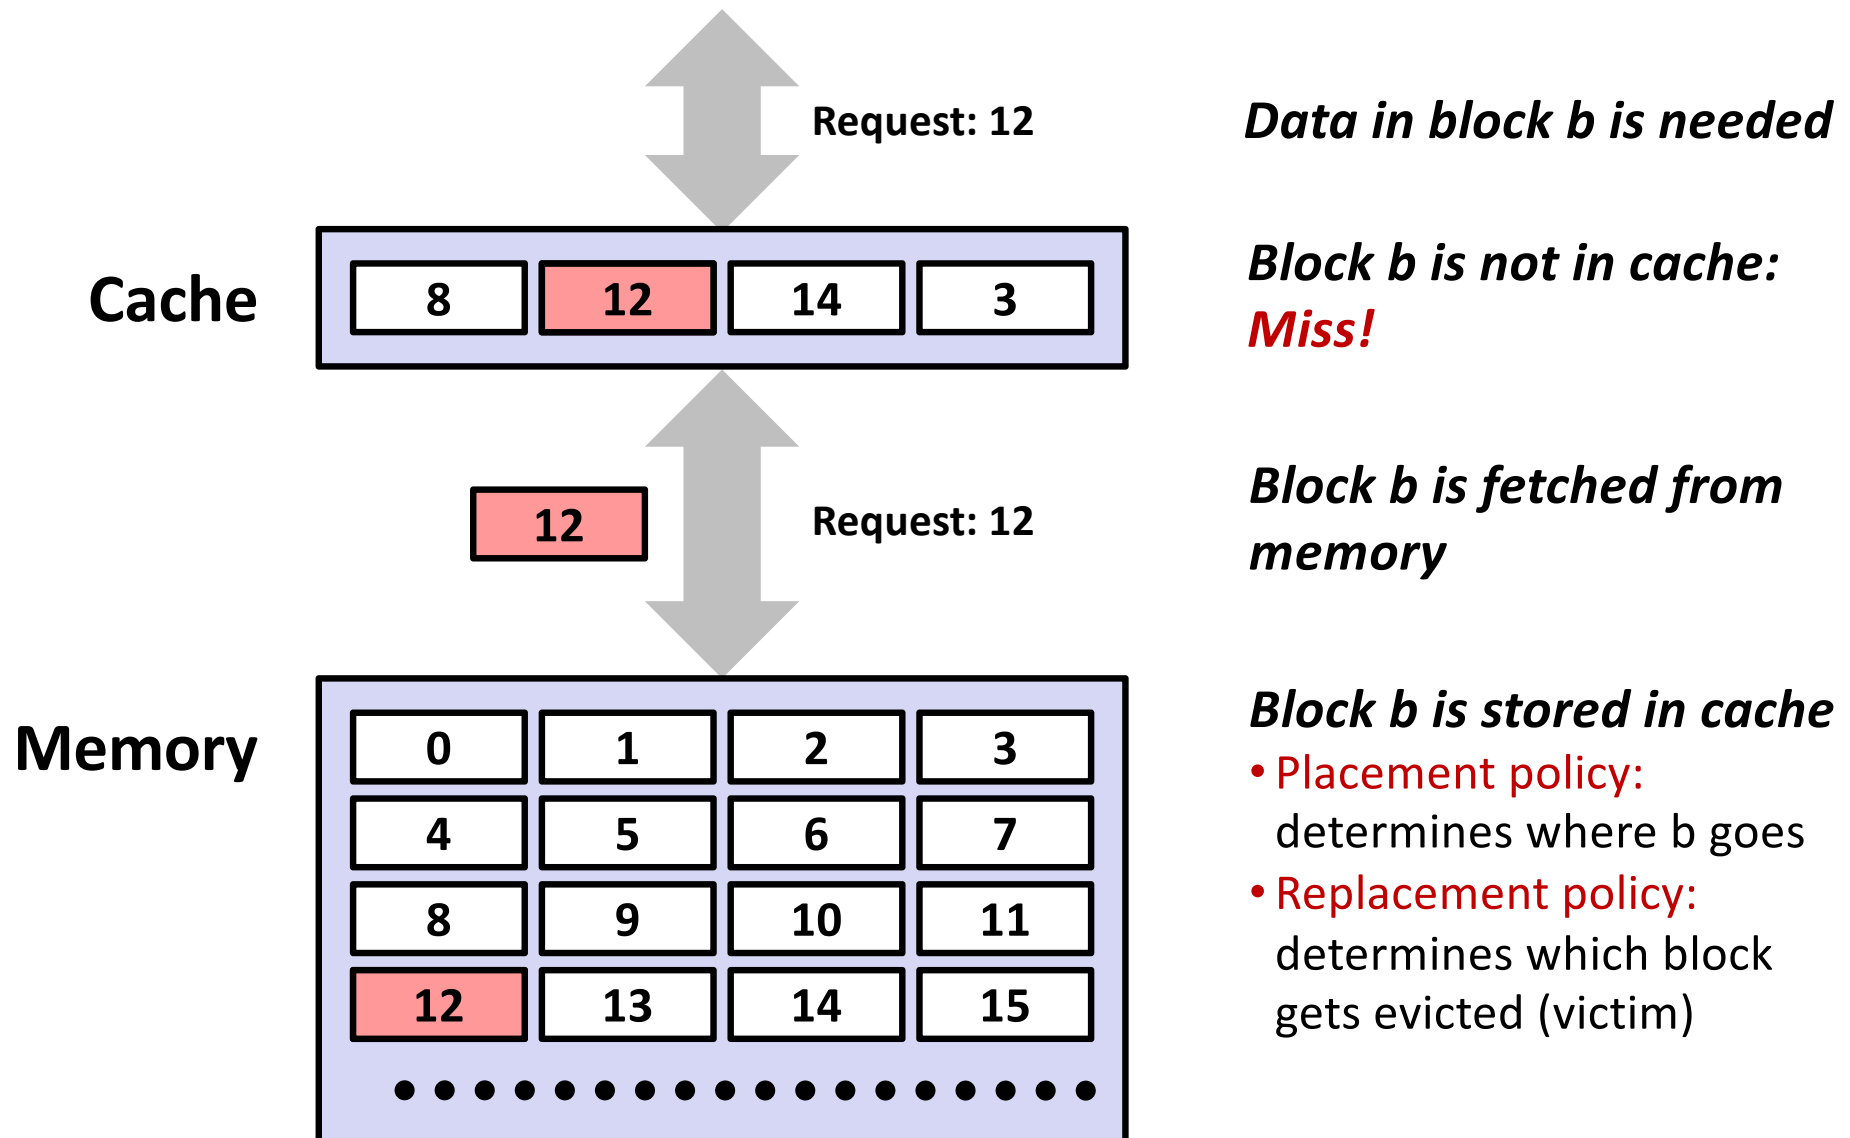 Request: 12
Data in block b is needed
Cache
8 12 14 3
Block b is not in cache:
Miss!
12
Request: 12
Block b is fetched from
memory
Memory
0 1 2 3
4 5 6 7
8 9 10 11
12 13 14 15
Block b is stored in cache
• Placement policy:
determines where b goes
• Replacement policy:
determines which block
gets evicted (victim)